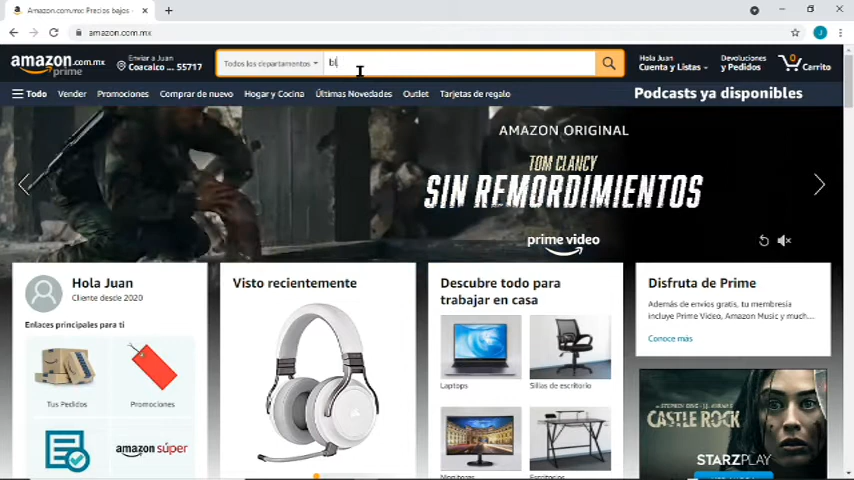 Amazon.com.mx: Precios bajos -
amazon.com.mx
J
amazon.com.mx
prime
Enviar a Juan
Coacalco ... 55717
Todos los departamentos
bl
Hola Juan
Cuenta y Listas
Devoluciones
y Pedidos
0
Carrito
Todo
Vender
Promociones
Comprar de nuevo
Hogar y Cocina
Últimas Novedades
Outlet
Tarjetas de regalo
Podcasts ya disponibles
AMAZON ORIGINAL
TOM CLANCY
SIN REMORDIMIENTOS
prime video
Hola Juan
Cliente desde 2020
Enlaces principales para ti
Tus Pedidos
Promociones
amazon súper
Visto recientemente
Descubre todo para
trabajar en casa
Laptops
Sillas de escritorio
Monitores
Escritorios
Disfruta de Prime
Además de envíos gratis, tu membresía
incluye Prime Video, Amazon Music y much...
Conoce más
CASTLE ROCK
STARZPLAY